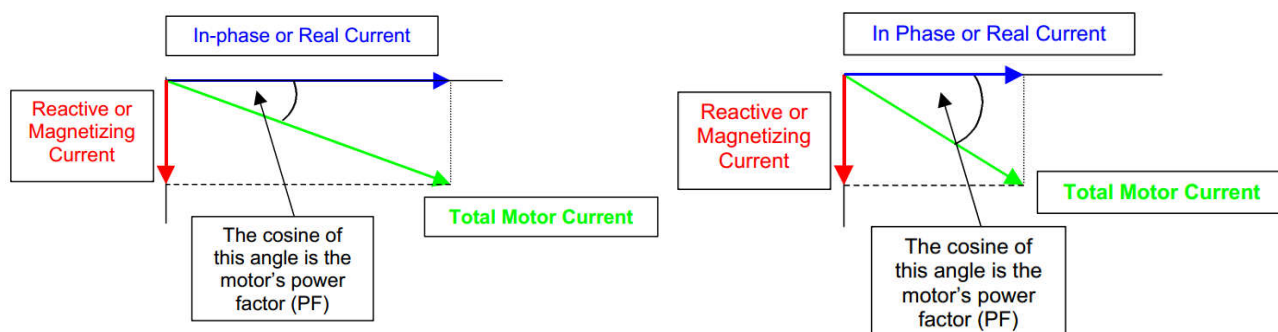 In-phase or Real Current
Reactive or
Magnetizing
Current
Total Motor Current
The cosine of
this angle is the
motor's power
factor (PF)
In Phase or Real Current
Reactive or
Magnetizing
Current
Total Motor Current
The cosine of
this angle is the
motor's power
factor (PF)